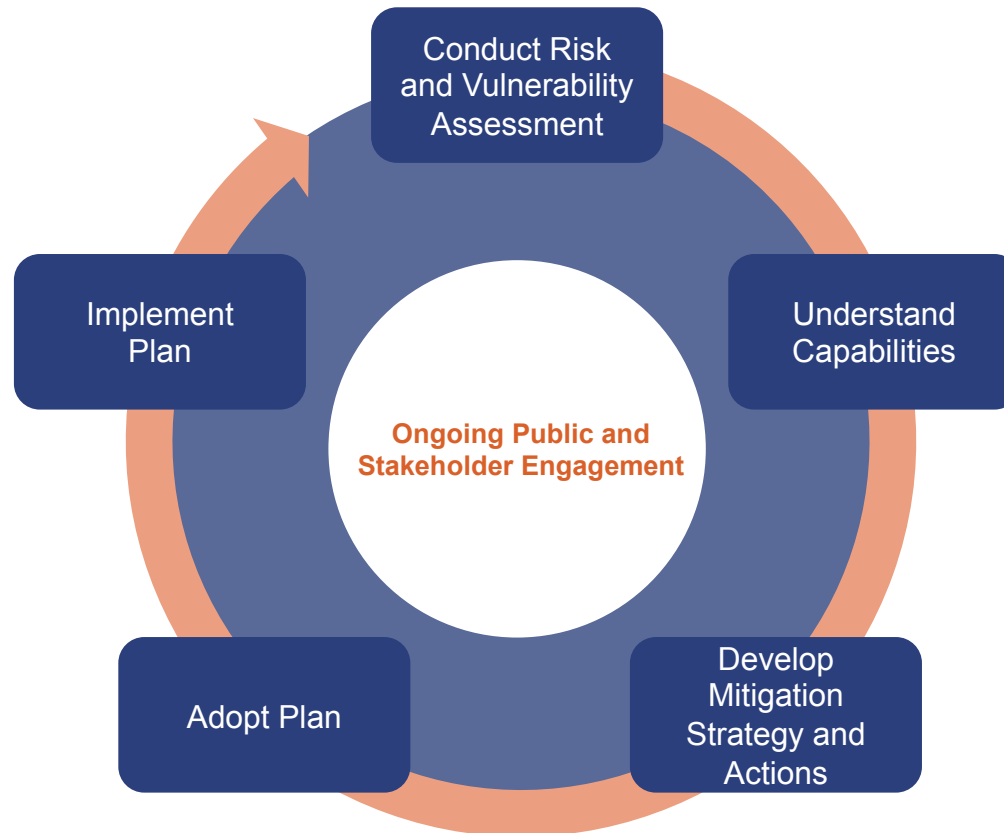 Conduct Risk
and Vulnerability
Assessment
Understand
Capabilities
Develop
Mitigation
Strategy and
Actions
Adopt Plan
Implement
Plan
Ongoing Public and
Stakeholder Engagement